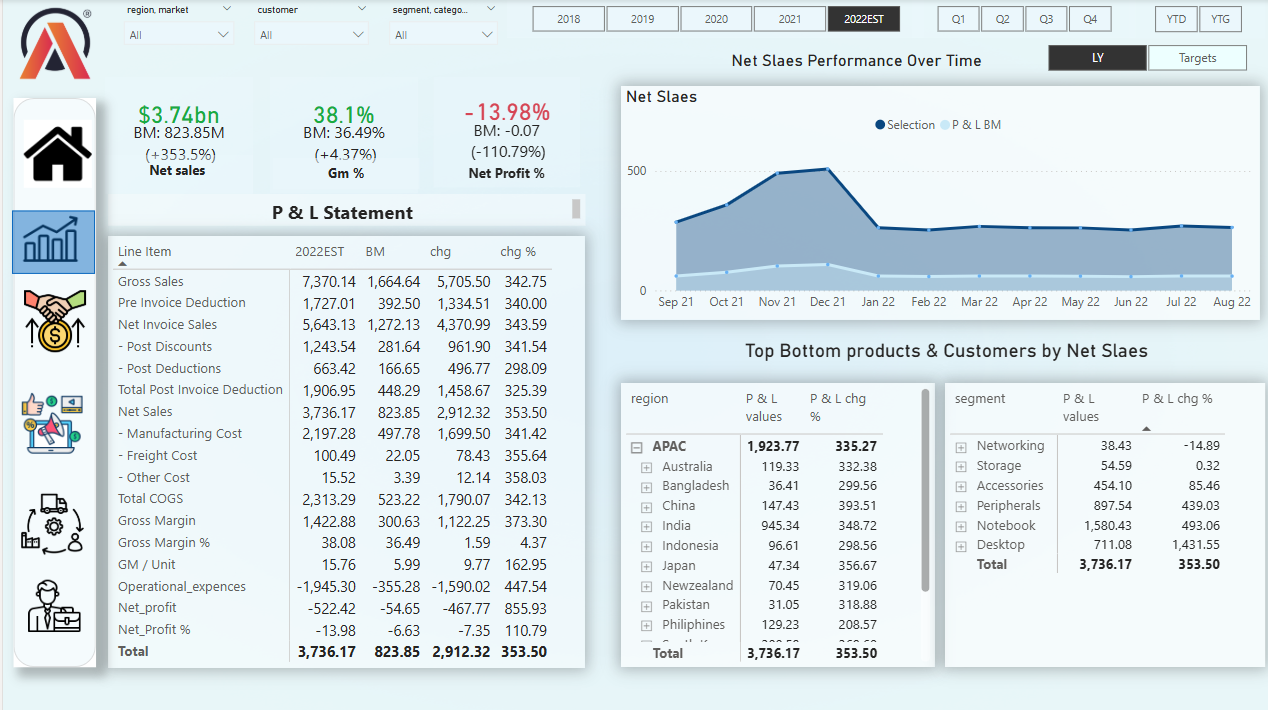 region, market
customer
segment, catego...
All
All
All
2018
2019
2020
2021
2022EST
Q1
Q2
Q3
Q4
YTD
YTG
®
Net Slaes Performance Over Time
LY
Targets
$3.74bn
BM: 823.85M
(+353.5%)
Net sales
38.1%
BM: 36.49%
(+4.37%)
Gm %
-13.98%
BM: -0.07
(-110.79%)
Net Profit %
Net Slaes
Selection P & L BM
500
0
Sep 21 Oct 21 Nov 21 Dec 21 Jan 22 Feb 22 Mar 22 Apr 22 May 22 Jun 22 Jul 22 Aug 22
P & L Statement
Line Item 2022EST BM chg chg %
Gross Sales 7,370.14 1,664.64 5,705.50 342.75
Pre Invoice Deduction 1,727.01 392.50 1,334.51 340.00
Net Invoice Sales 5,643.13 1,272.13 4,370.99 343.59
- Post Discounts 1,243.54 281.64 961.90 341.54
- Post Deductions 663.42 166.65 496.77 298.09
Total Post Invoice Deduction 1,906.95 448.29 1,458.67 325.39
Net Sales 3,736.17 823.85 2,912.32 353.50
- Manufacturing Cost 2,197.28 497.78 1,699.50 341.42
- Freight Cost 100.49 22.05 78.43 355.64
- Other Cost 15.52 3.39 12.14 358.03
Total COGS 2,313.29 523.22 1,790.07 342.13
Gross Margin 1,422.88 300.63 1,122.25 373.30
Gross Margin % 38.08 36.49 1.59 4.37
GM / Unit 15.76 5.99 9.77 162.95
Operational_expences -1,945.30 -355.28 -1,590.02 447.54
Net_profit -522.42 -54.65 -467.77 855.93
Net_Profit % -13.98 -6.63 -7.35 110.79
Total 3,736.17 823.85 2,912.32 353.50
Top Bottom products & Customers by Net Slaes
region P & L values P & L chg %
APAC 1,923.77 335.27
Australia 119.33 332.38
Bangladesh 36.41 299.56
China 147.43 393.51
India 945.34 348.72
Indonesia 96.61 298.56
Japan 47.34 356.67
Newzealand 70.45 319.06
Pakistan 31.05 318.88
Philiphines 129.23 208.57
Total 3,736.17 353.50
segment P & L values P & L chg %
Networking 38.43 -14.89
Storage 54.59 0.32
Accessories 454.10 85.46
Peripherals 897.54 439.03
Notebook 1,580.43 493.06
Desktop 711.08 1,431.55
Total 3,736.17 353.50